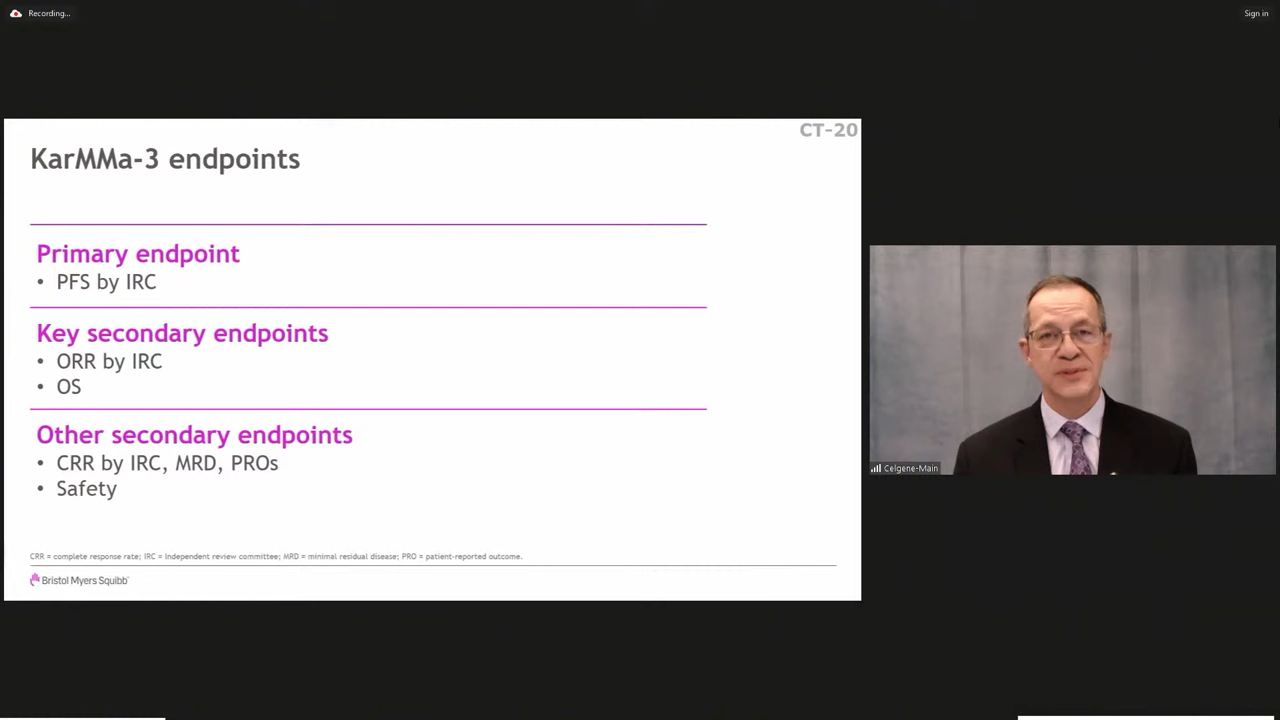 Recording...
Sign in
CT-20
KarMMa-3 endpoints
Primary endpoint
• PFS by IRC
Key secondary endpoints
• ORR by IRC
• OS
Other secondary endpoints
• CRR by IRC, MRD, PROs
• Safety
CRR = complete response rate; IRC = Independent review committee; MRD = minimal residual disease; PRO = patient-reported outcome.
Bristol Myers Squibb™
Celgene-Main